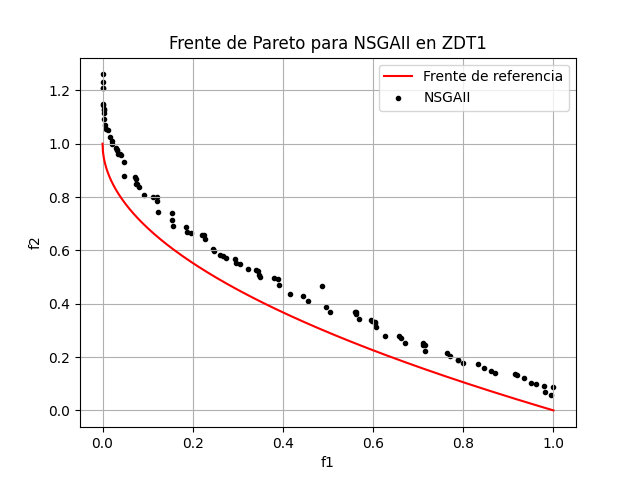 Frente de Pareto para NSGAII en ZDT1
Frente de referencia
NSGAII
f2
1.2
1.0
0.8
0.6
0.4
0.2
0.0
0.0 0.2 0.4 0.6 0.8 1.0
f1